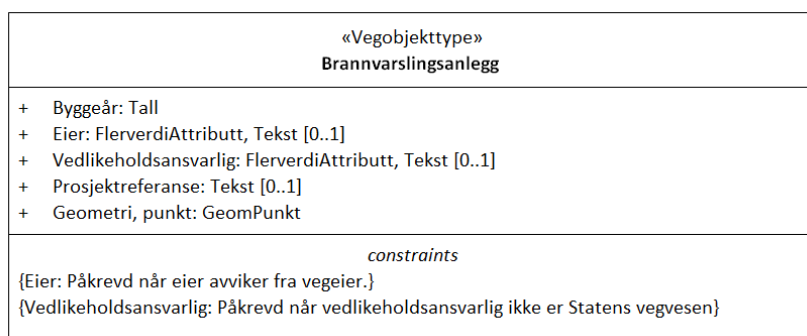 «Vegobjekttype»
Brannvarslingsanlegg
+ Byggeår: Tall
+ Eier: FlerverdiAttributt, Tekst [0..1]
+ Vedlikeholdsansvarlig: FlerverdiAttributt, Tekst [0..1]
+ Prosjektreferanse: Tekst [0..1]
+ Geometri, punkt: GeomPunkt
constraints
{Eier: Påkrevd når eier avviker fra vegeier.}
{Vedlikeholdsansvarlig: Påkrevd når vedlikeholdsansvarlig ikke er Statens vegvesen}